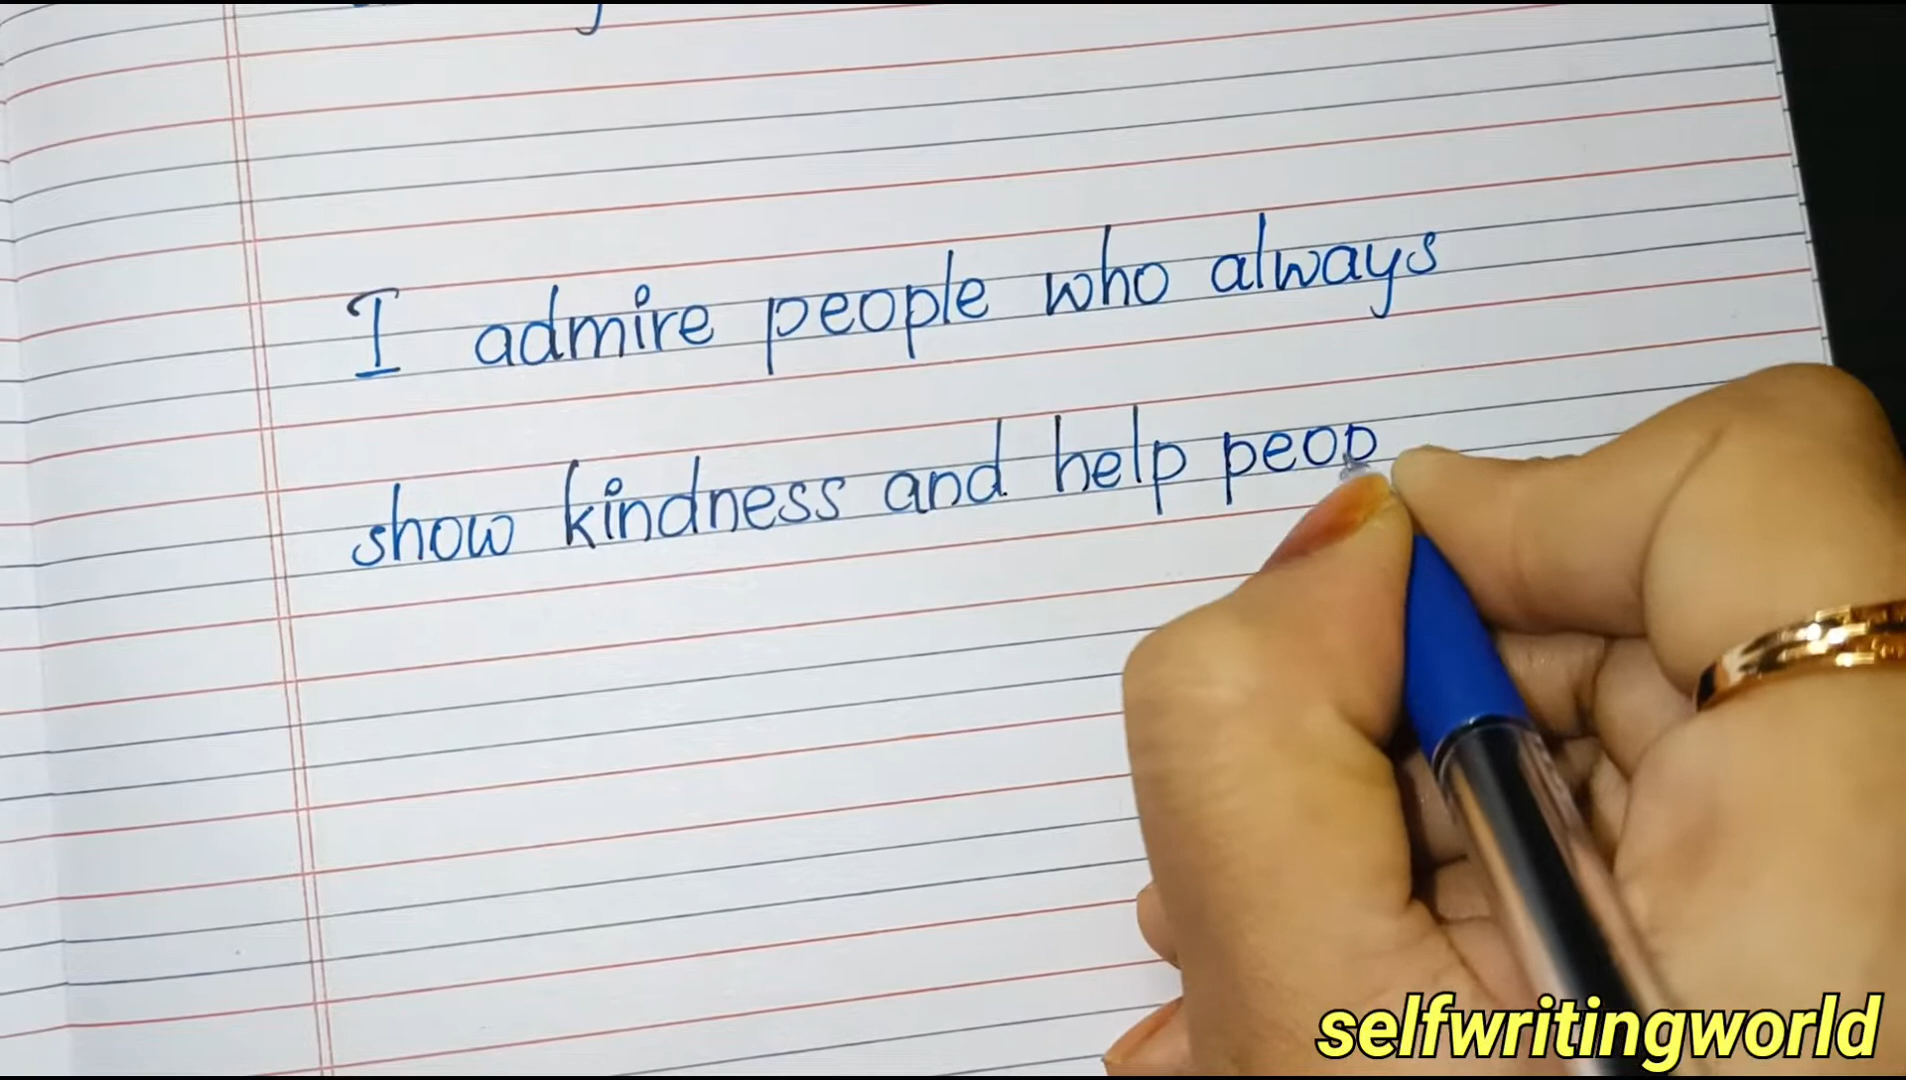 I admire people who always
show kindness and help peop
selfwritingworld